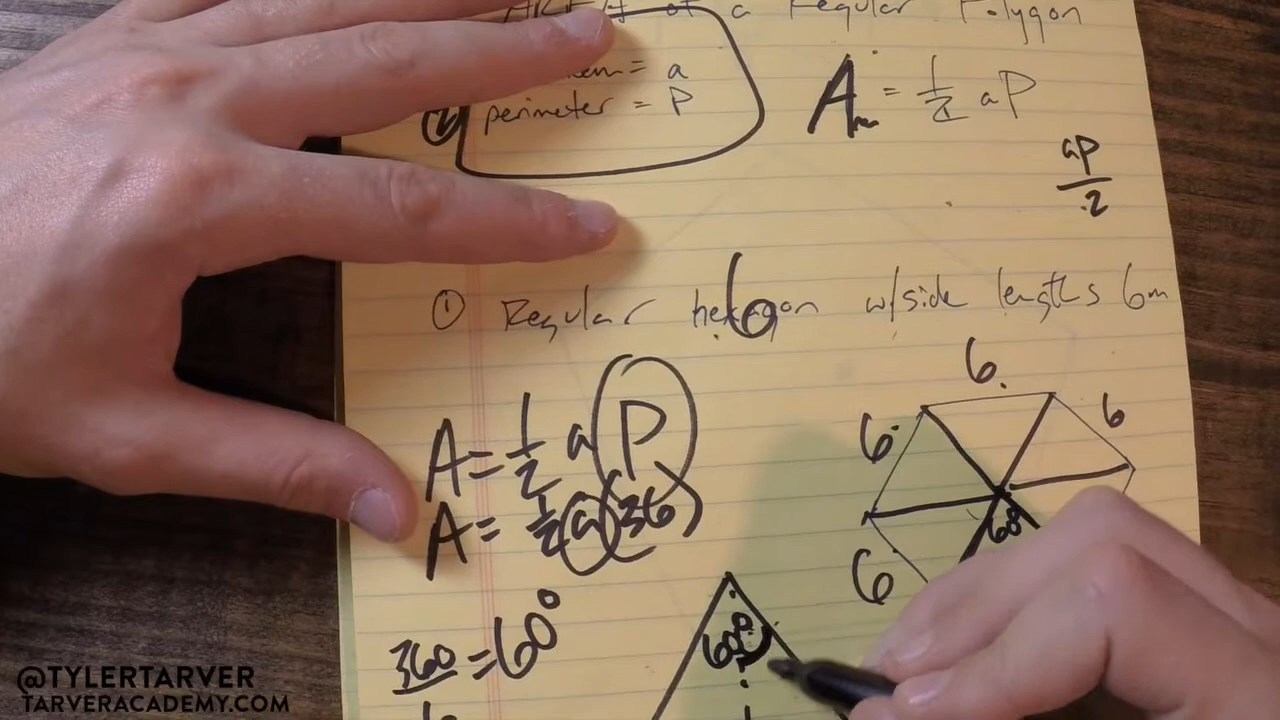 of a Regular Polygon
= a
perimeter = P
A = 1/2 aP
aP/2
① Regular hexagon w/side lengths 6m
6
6
6
6
6
A = 1/2 a P
A = 1/2 (a)(36)
60°
60°
360 = 60°
@TYLERTARVER
TARVERACADEMY.COM